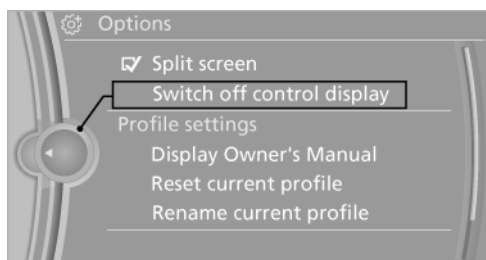 Options
Split screen
Switch off control display
Profile settings
Display Owner's Manual
Reset current profile
Rename current profile